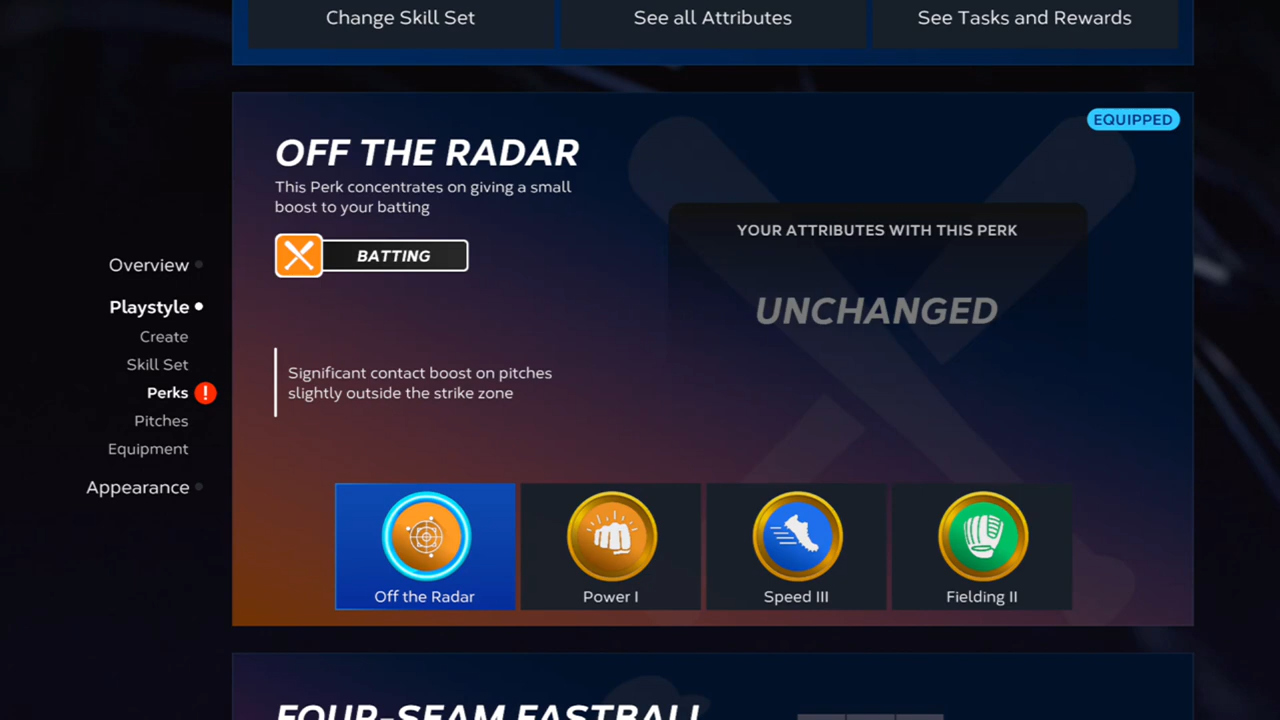 Change Skill Set
See all Attributes
See Tasks and Rewards
EQUIPPED
OFF THE RADAR
This Perk concentrates on giving a small
boost to your batting
BATTING
YOUR ATTRIBUTES WITH THIS PERK
UNCHANGED
Significant contact boost on pitches
slightly outside the strike zone
Overview
Playstyle
Create
Skill Set
Perks !
Pitches
Equipment
Appearance
Off the Radar
Power I
Speed III
Fielding II
FOUR-SEAM FASTBALL